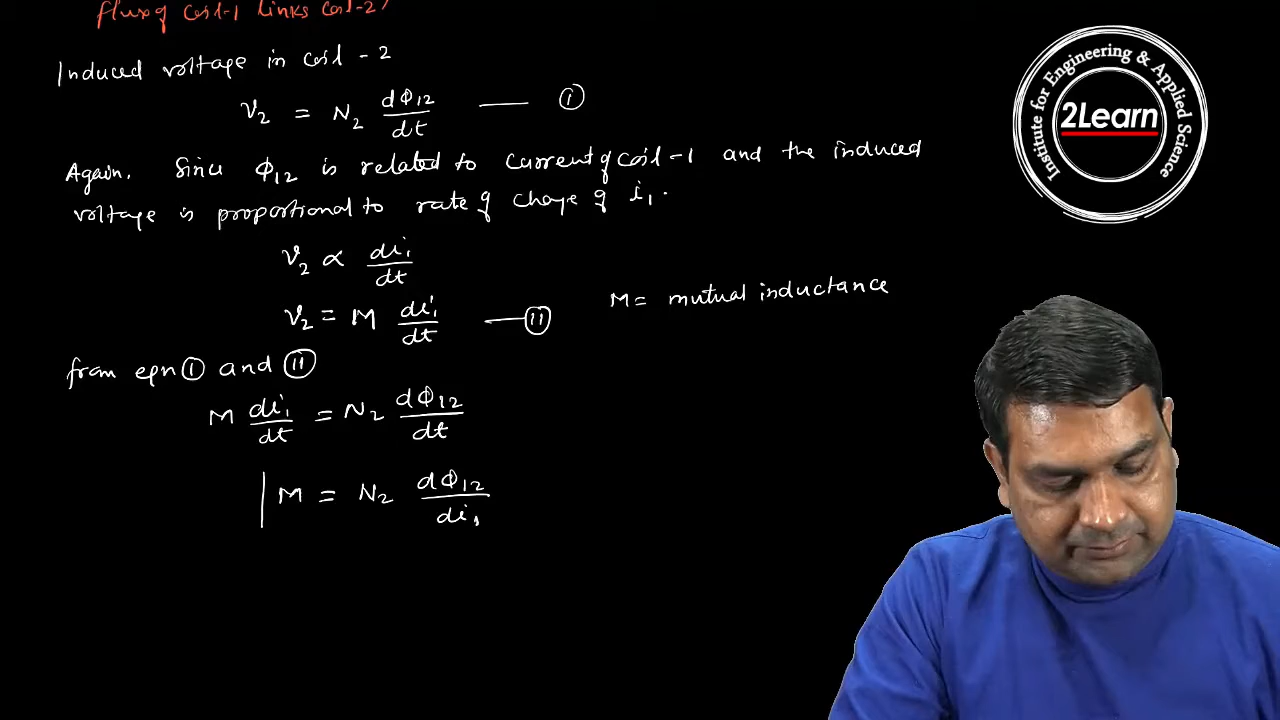 flux of coil-1 links coil-2)
Induced voltage in coil - 2
v₂ = N₂ dΦ₁₂/dt —— Ⓘ
Again. Since Φ₁₂ is related to current of coil-1 and the induced
voltage is proportional to rate of chage of i₁.
v₂ ∝ di₁/dt
v₂ = M di₁/dt —— ⒾⒾ
M = mutual inductance
from eqn Ⓘ and ⒾⒾ
M di₁/dt = N₂ dΦ₁₂/dt
M = N₂ dΦ₁₂/di₁
Institute for Engineering & Applied Science
2Learn